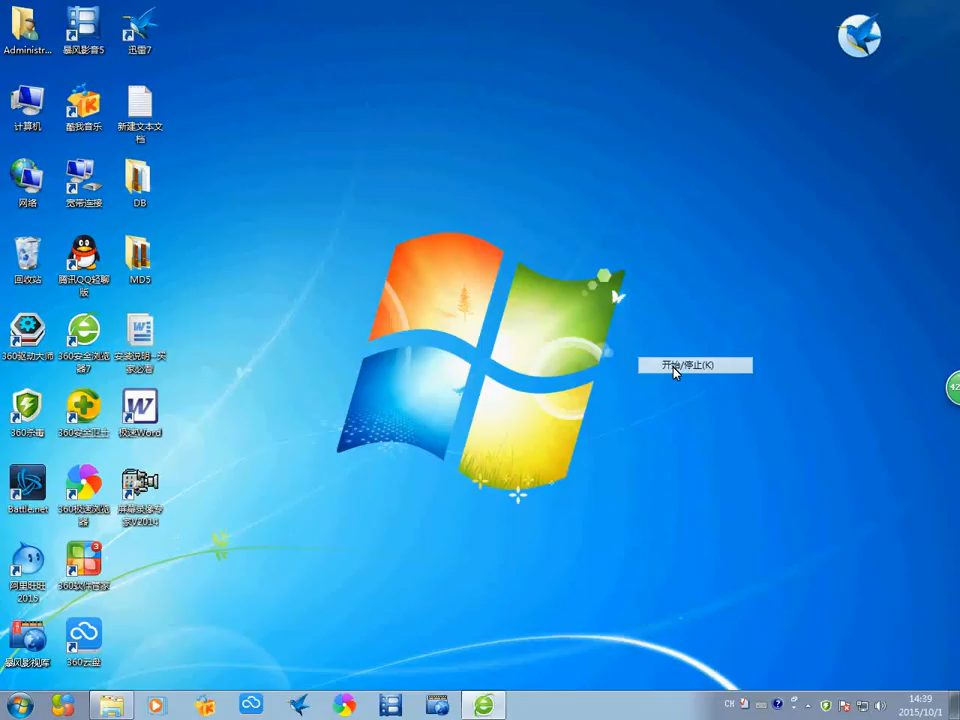 Administr...
暴风影音5
迅雷7
计算机
酷我音乐
新建文本文
档
网络
宽带连接
DB
回收站
腾讯QQ轻聊
版
MD5
360驱动大师
360安全浏览
器7
安装说明--买
家必看
360杀毒
360安全卫士
极速Word
Battle.net
360极速浏览
器
屏幕录像专
家V2014
阿里旺旺
2015
3
360软件管家
暴风影视库
360云盘
开始/停止(K)
42
CH
14:39
2015/10/1